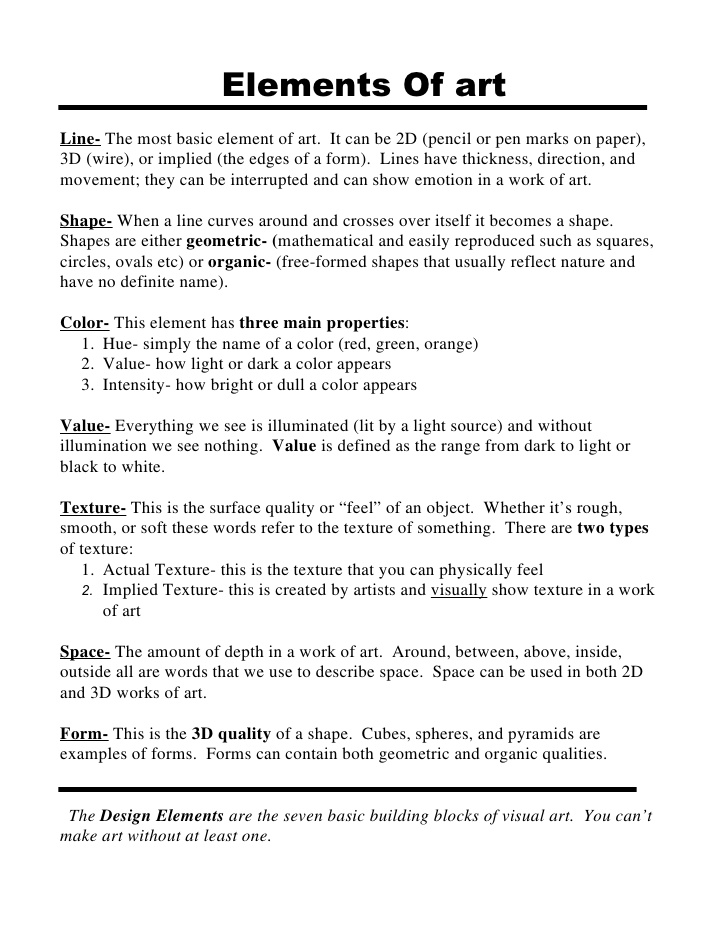 Elements Of art
Line- The most basic element of art.  It can be 2D (pencil or pen marks on paper),
3D (wire), or implied (the edges of a form).  Lines have thickness, direction, and
movement; they can be interrupted and can show emotion in a work of art.
Shape- When a line curves around and crosses over itself it becomes a shape.
Shapes are either geometric- (mathematical and easily reproduced such as squares,
circles, ovals etc) or organic- (free-formed shapes that usually reflect nature and
have no definite name).
Color- This element has three main properties:
1. Hue- simply the name of a color (red, green, orange)
2. Value- how light or dark a color appears
3. Intensity- how bright or dull a color appears
Value- Everything we see is illuminated (lit by a light source) and without
illumination we see nothing.  Value is defined as the range from dark to light or
black to white.
Texture- This is the surface quality or “feel” of an object.  Whether it’s rough,
smooth, or soft these words refer to the texture of something.  There are two types
of texture:
1. Actual Texture- this is the texture that you can physically feel
2. Implied Texture- this is created by artists and visually show texture in a work
of art
Space- The amount of depth in a work of art.  Around, between, above, inside,
outside all are words that we use to describe space.  Space can be used in both 2D
and 3D works of art.
Form- This is the 3D quality of a shape.  Cubes, spheres, and pyramids are
examples of forms.  Forms can contain both geometric and organic qualities.
The Design Elements are the seven basic building blocks of visual art.  You can’t
make art without at least one.